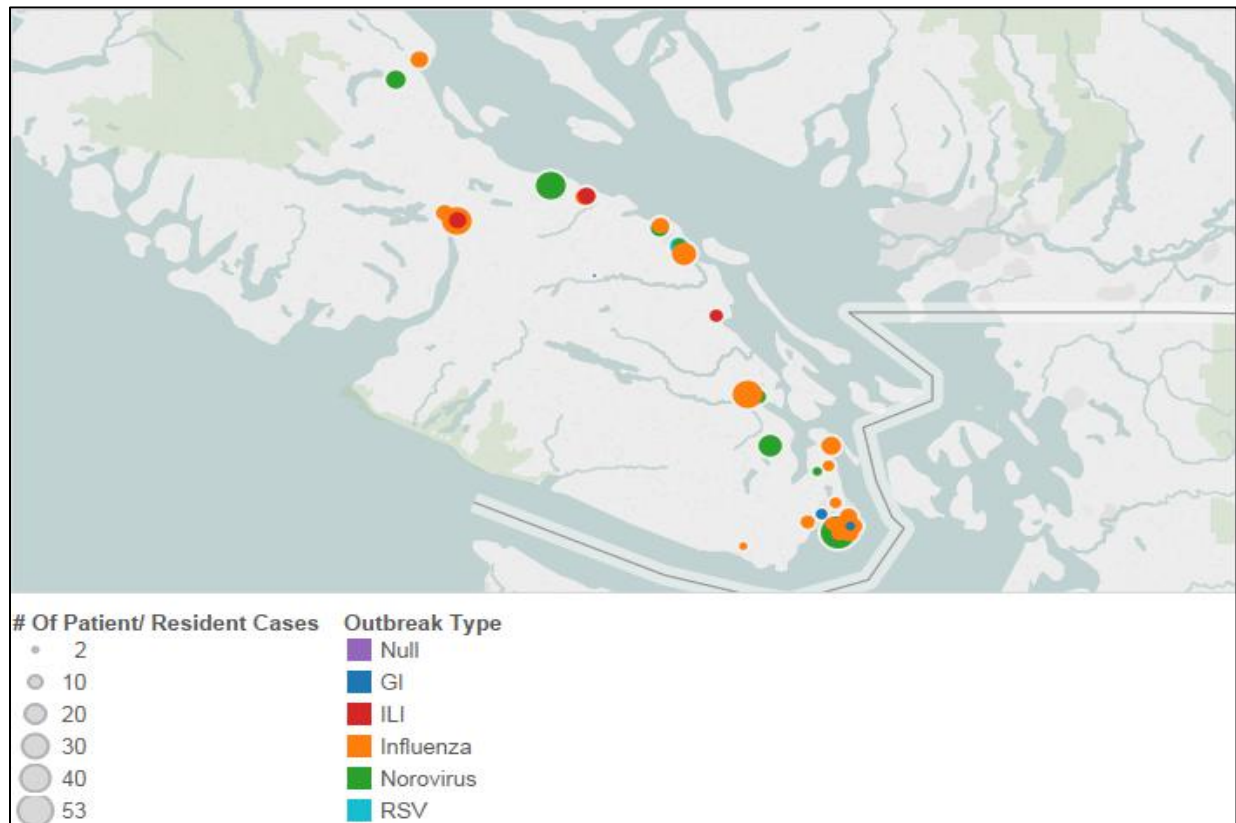 # Of Patient/ Resident Cases
2
10
20
30
40
53
Outbreak Type
Null
GI
ILI
Influenza
Norovirus
RSV